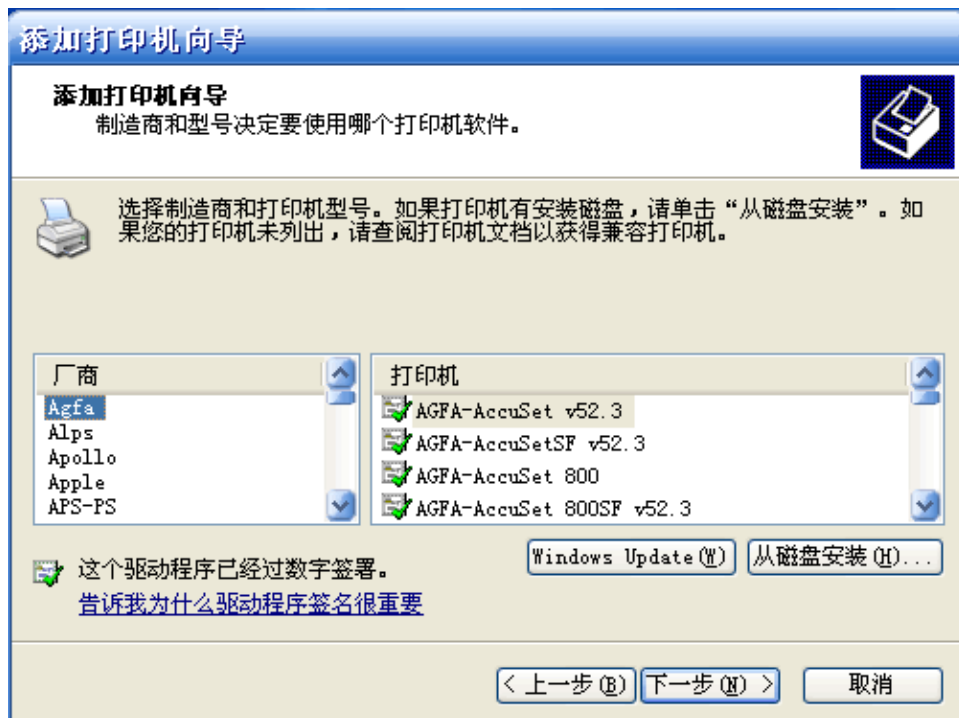 添加打印机向导
添加打印机向导
制造商和型号决定要使用哪个打印机软件。
选择制造商和打印机型号。如果打印机有安装磁盘，请单击“从磁盘安装”。如
果您的打印机未列出，请查阅打印机文档以获得兼容打印机。
厂商
Agfa
Alps
Apollo
Apple
APS-PS
打印机
AGFA-AccuSet v52.3
AGFA-AccuSetSF v52.3
AGFA-AccuSet 800
AGFA-AccuSet 800SF v52.3
这个驱动程序已经过数字签署。
告诉我为什么驱动程序签名很重要
Windows Update(W)
从磁盘安装(H)...
< 上一步(B)
下一步(N) >
取消